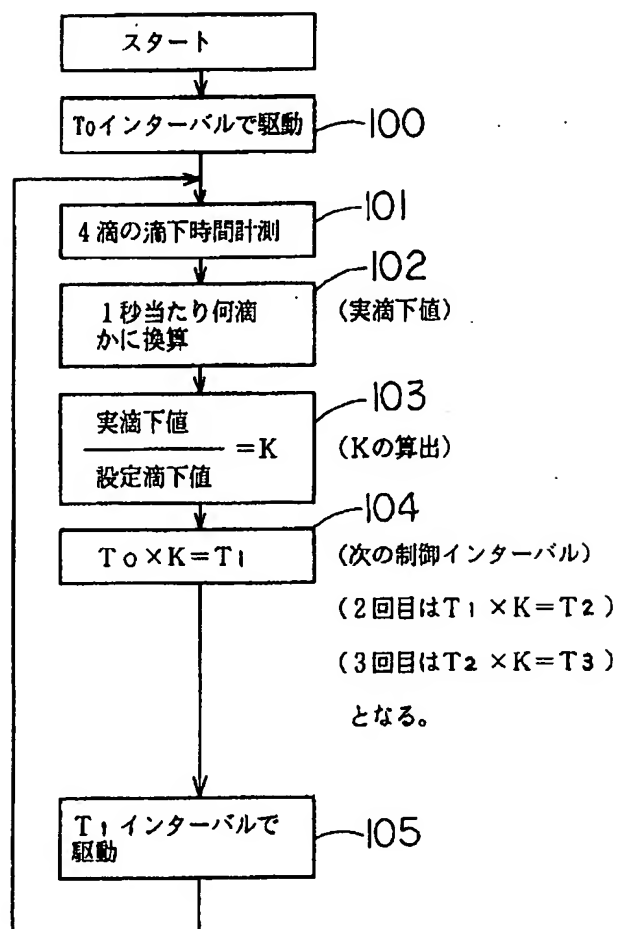 スタート
T₀インターバルで駆動
100
101
4滴の滴下時間計測
102
1秒当たり何滴
かに換算
(実滴下値)
103
実滴下値
設定滴下値
=K
(Kの算出)
104
T₀×K=T₁
(次の制御インターバル)
(2回目はT₁×K=T₂)
(3回目はT₂×K=T₃)
となる。
T₁インターバルで
駆動
105